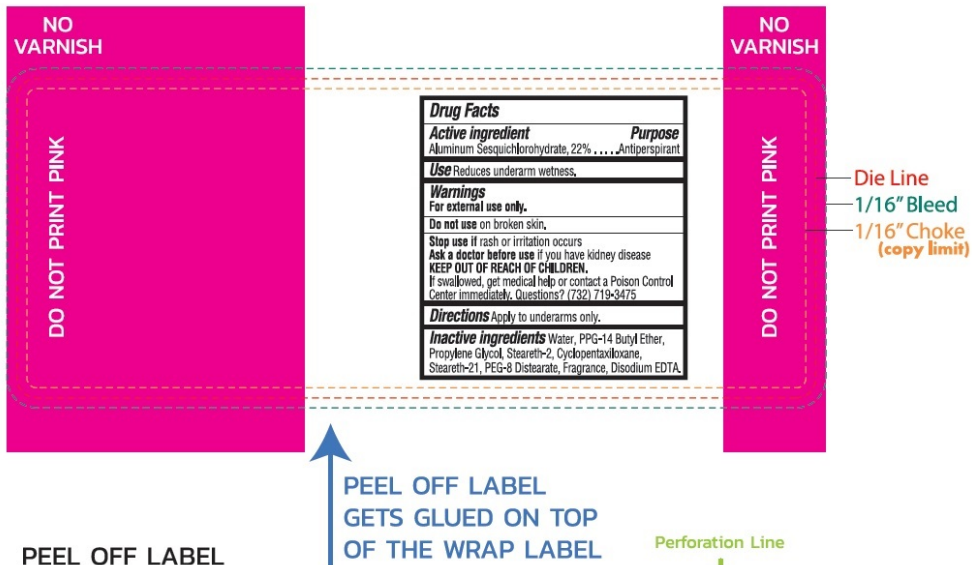 NO
VARNISH
NO
VARNISH
DO NOT PRINT PINK
Drug Facts
Active ingredient Purpose
Aluminum Sesquichlorohydrate, 22% . . . . . Antiperspirant
Use Reduces underarm wetness.
Warnings
For external use only.
Do not use on broken skin.
Stop use if rash or irritation occurs
Ask a doctor before use if you have kidney disease
KEEP OUT OF REACH OF CHILDREN.
If swallowed, get medical help or contact a Poison Control
Center immediately. Questions? (732) 719-3475
Directions Apply to underarms only.
Inactive ingredients Water, PPG-14 Butyl Ether,
Propylene Glycol, Steareth-2, Cyclopentaxiloxane,
Steareth-21, PEG-8 Distearate, Fragrance, Disodium EDTA.
DO NOT PRINT PINK
Die Line
1/16" Bleed
1/16" Choke
(copy limit)
PEEL OFF LABEL
GETS GLUED ON TOP
OF THE WRAP LABEL
PEEL OFF LABEL
Perforation Line